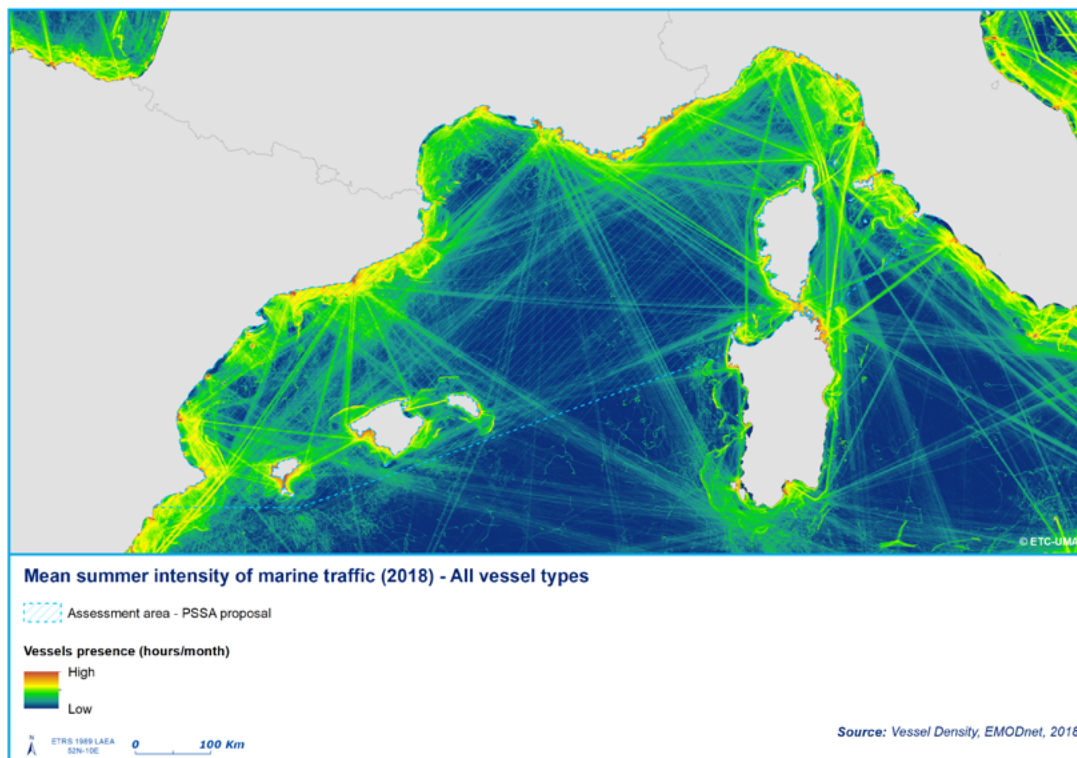 © ETC-UMA
Mean summer intensity of marine traffic (2018) - All vessel types
Assessment area - PSSA proposal
Vessels presence (hours/month)
High
Low
N
ETRS 1989 LAEA
52N-10E
0 100 Km
Source: Vessel Density, EMODnet, 2018